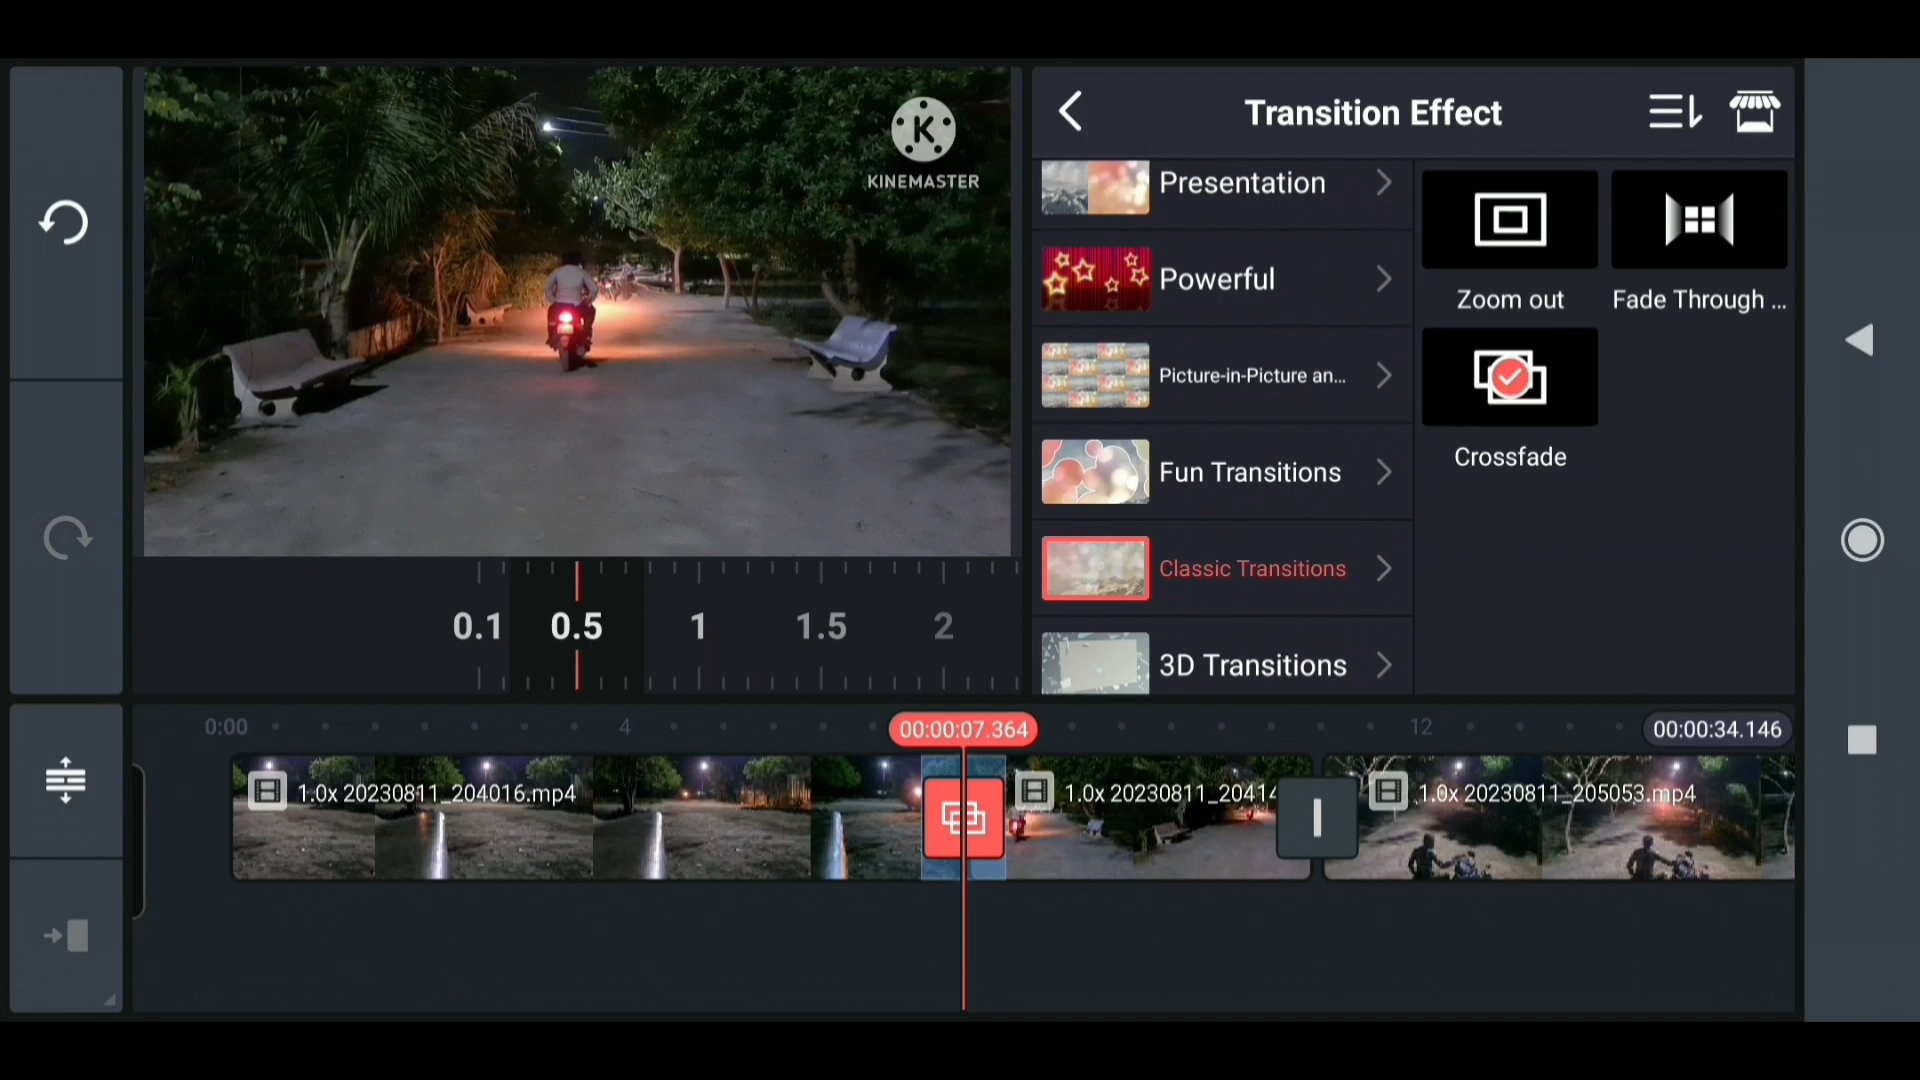 KINEMASTER
Transition Effect
Presentation
Powerful
Picture-in-Picture an...
Fun Transitions
Classic Transitions
3D Transitions
Zoom out
Fade Through ...
Crossfade
0.1 0.5 1 1.5 2
0:00 4 00:00:07.364 12 00:00:34.146
1.0x 20230811_204016.mp4
1.0x 20230811_20414
1.0x 20230811_205053.mp4